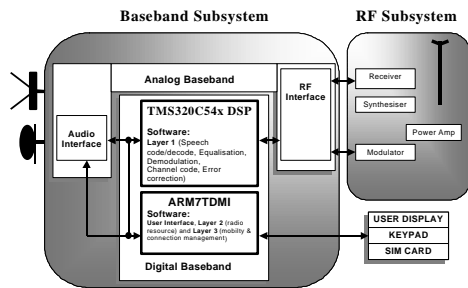 Baseband Subsystem
RF Subsystem
Analog Baseband
RF
Interface
Audio
Interface
TMS320C54x DSP
Software:
Layer 1 (Speech
code/decode, Equalisation,
Demodulation,
Channel code, Error
correction)
ARM7TDMI
Software:
User Interface, Layer 2 (radio
resource) and Layer 3 (mobilty &
connection management)
Digital Baseband
Receiver
Synthesiser
Power Amp
Modulator
USER DISPLAY
KEYPAD
SIM CARD